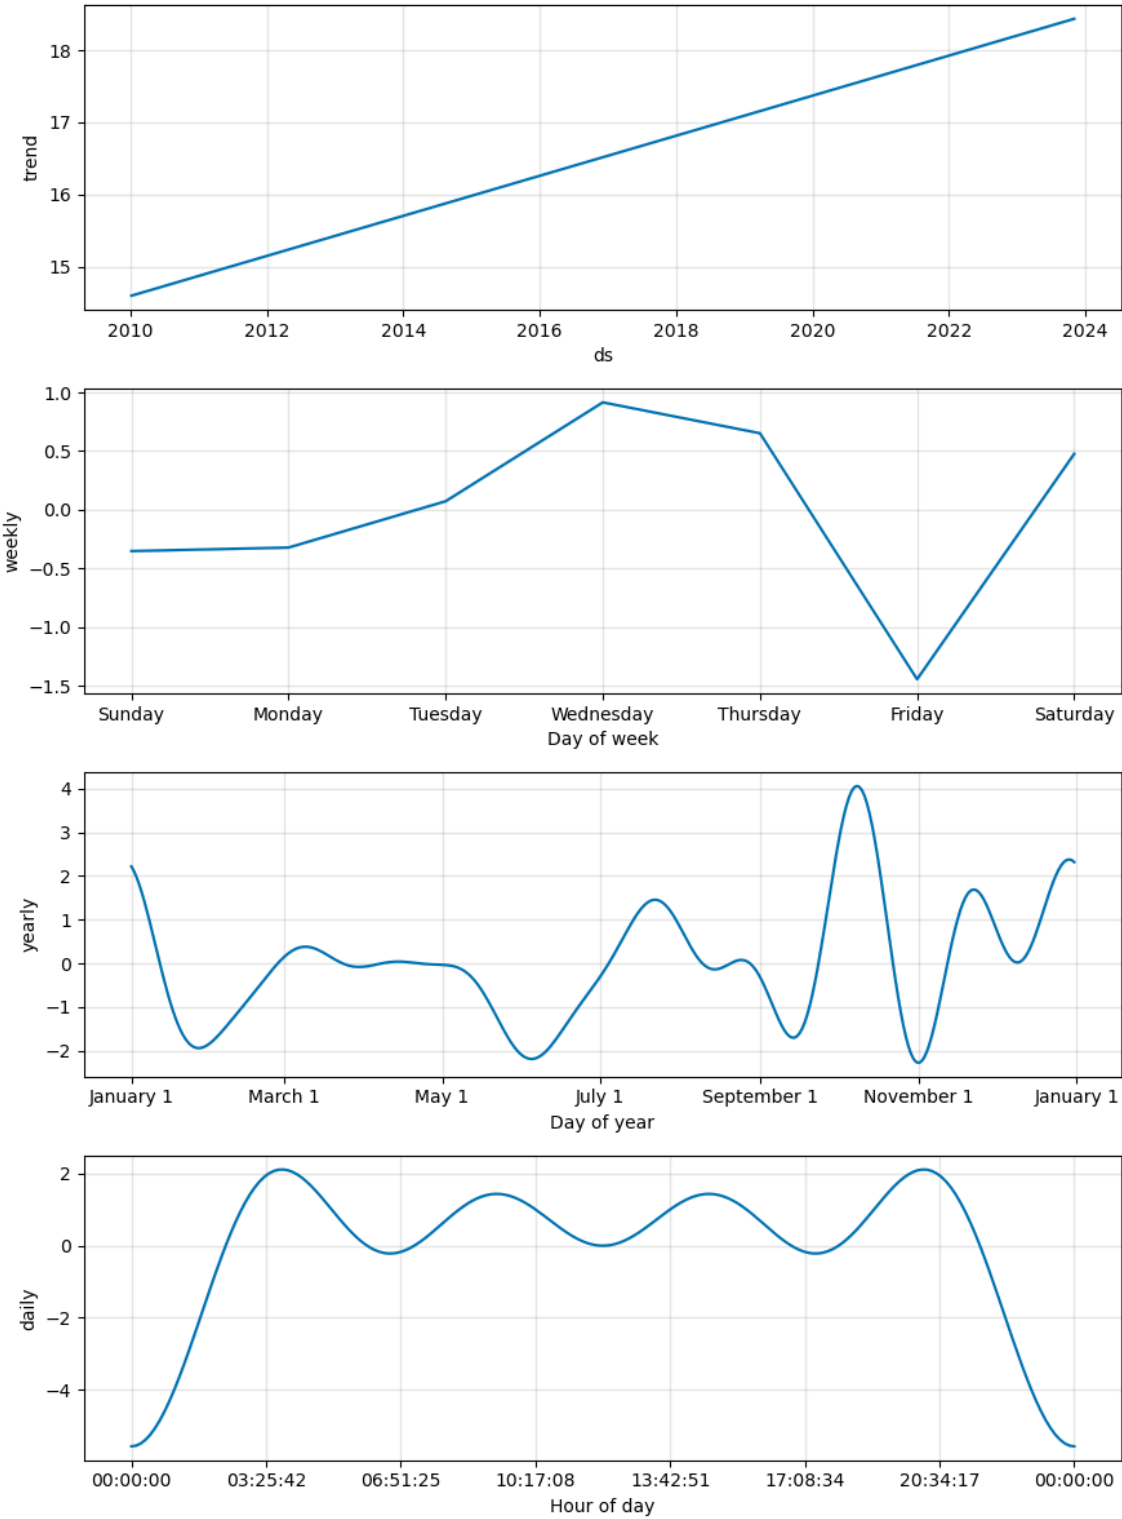 18
17
16
15
trend
2010 2012 2014 2016 2018 2020 2022 2024
ds
1.0
0.5
0.0
−0.5
−1.0
−1.5
weekly
Sunday Monday Tuesday Wednesday Thursday Friday Saturday
Day of week
4
3
2
1
0
−1
−2
yearly
January 1 March 1 May 1 July 1 September 1 November 1 January 1
Day of year
2
0
−2
−4
daily
00:00:00 03:25:42 06:51:25 10:17:08 13:42:51 17:08:34 20:34:17 00:00:00
Hour of day